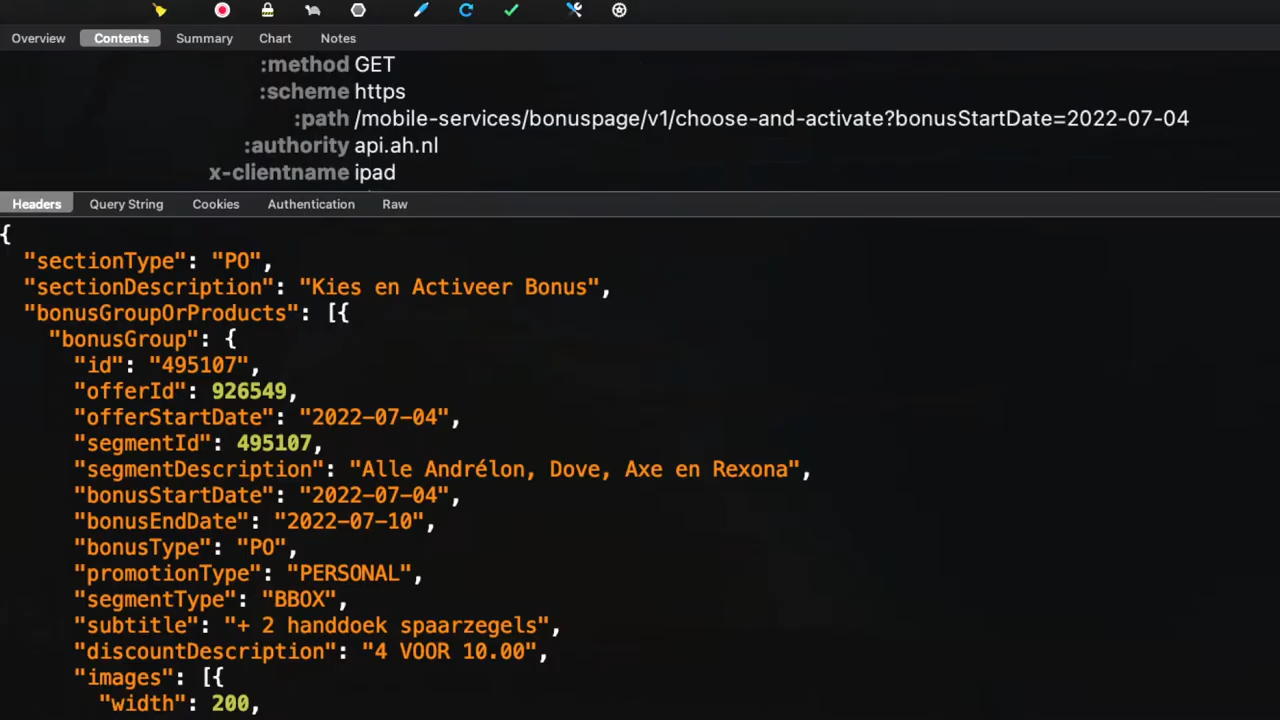 Overview Contents Summary Chart Notes
:method GET
:scheme https
:path /mobile-services/bonuspage/v1/choose-and-activate?bonusStartDate=2022-07-04
:authority api.ah.nl
x-clientname ipad
Headers Query String Cookies Authentication Raw
{
"sectionType": "PO",
"sectionDescription": "Kies en Activeer Bonus",
"bonusGroupOrProducts": [{
"bonusGroup": {
"id": "495107",
"offerId": 926549,
"offerStartDate": "2022-07-04",
"segmentId": 495107,
"segmentDescription": "Alle Andrélon, Dove, Axe en Rexona",
"bonusStartDate": "2022-07-04",
"bonusEndDate": "2022-07-10",
"bonusType": "PO",
"promotionType": "PERSONAL",
"segmentType": "BBOX",
"subtitle": "+ 2 handdoek spaarzegels",
"discountDescription": "4 VOOR 10.00",
"images": [{
"width": 200,